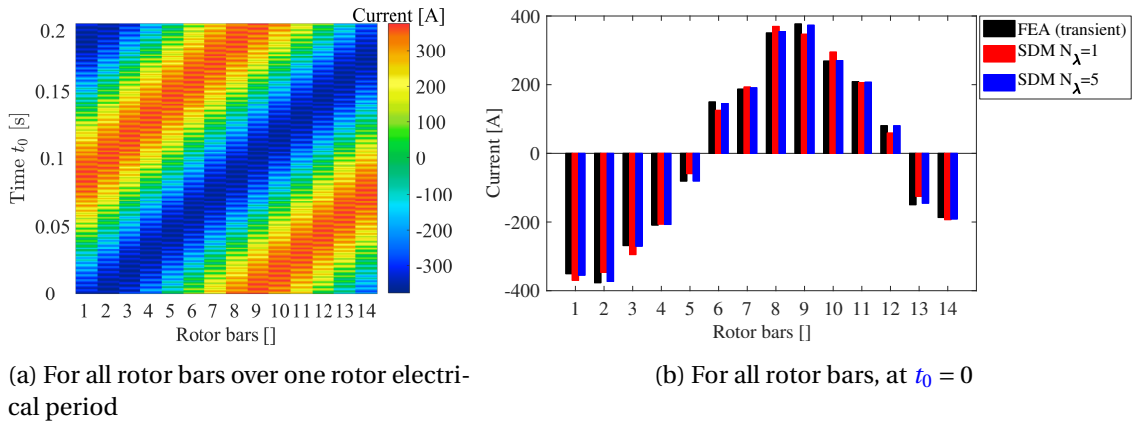 Current [A]
0.2
0.15
0.1
0.05
0
Time t₀ [s]
1 2 3 4 5 6 7 8 9 10 11 12 13 14
Rotor bars []
300
200
100
0
-100
-200
-300
(a) For all rotor bars over one rotor electri-
cal period
400
200
0
-200
-400
Current [A]
1 2 3 4 5 6 7 8 9 10 11 12 13 14
Rotor bars []
FEA (transient)
SDM N_λ=1
SDM N_λ=5
(b) For all rotor bars, at t₀ = 0